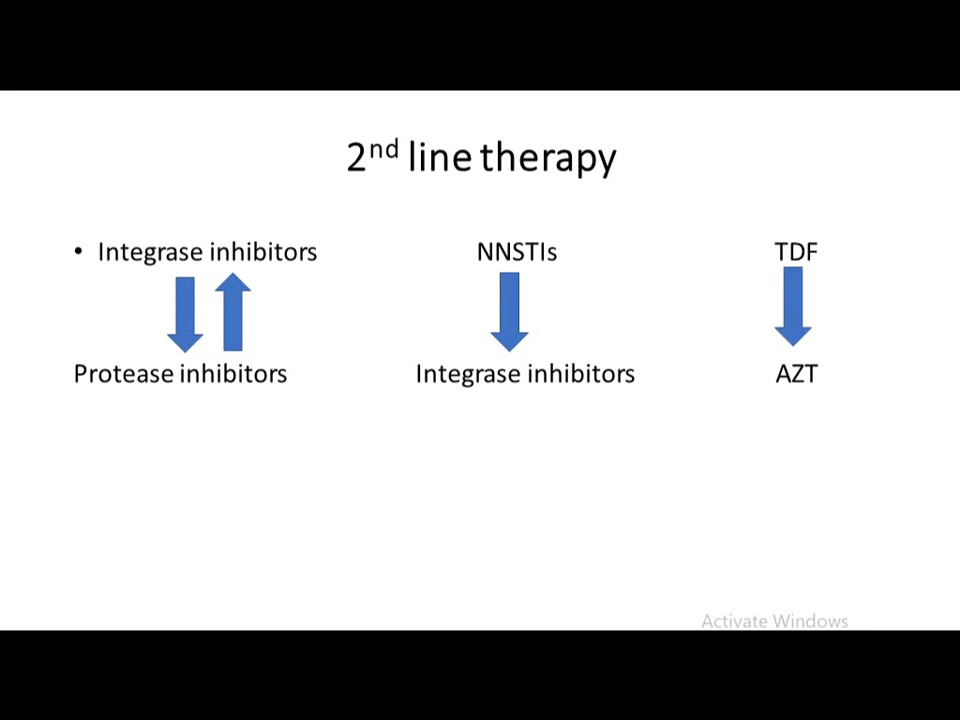 2nd line therapy
• Integrase inhibitors NNSTIs TDF
Protease inhibitors Integrase inhibitors AZT
Activate Windows